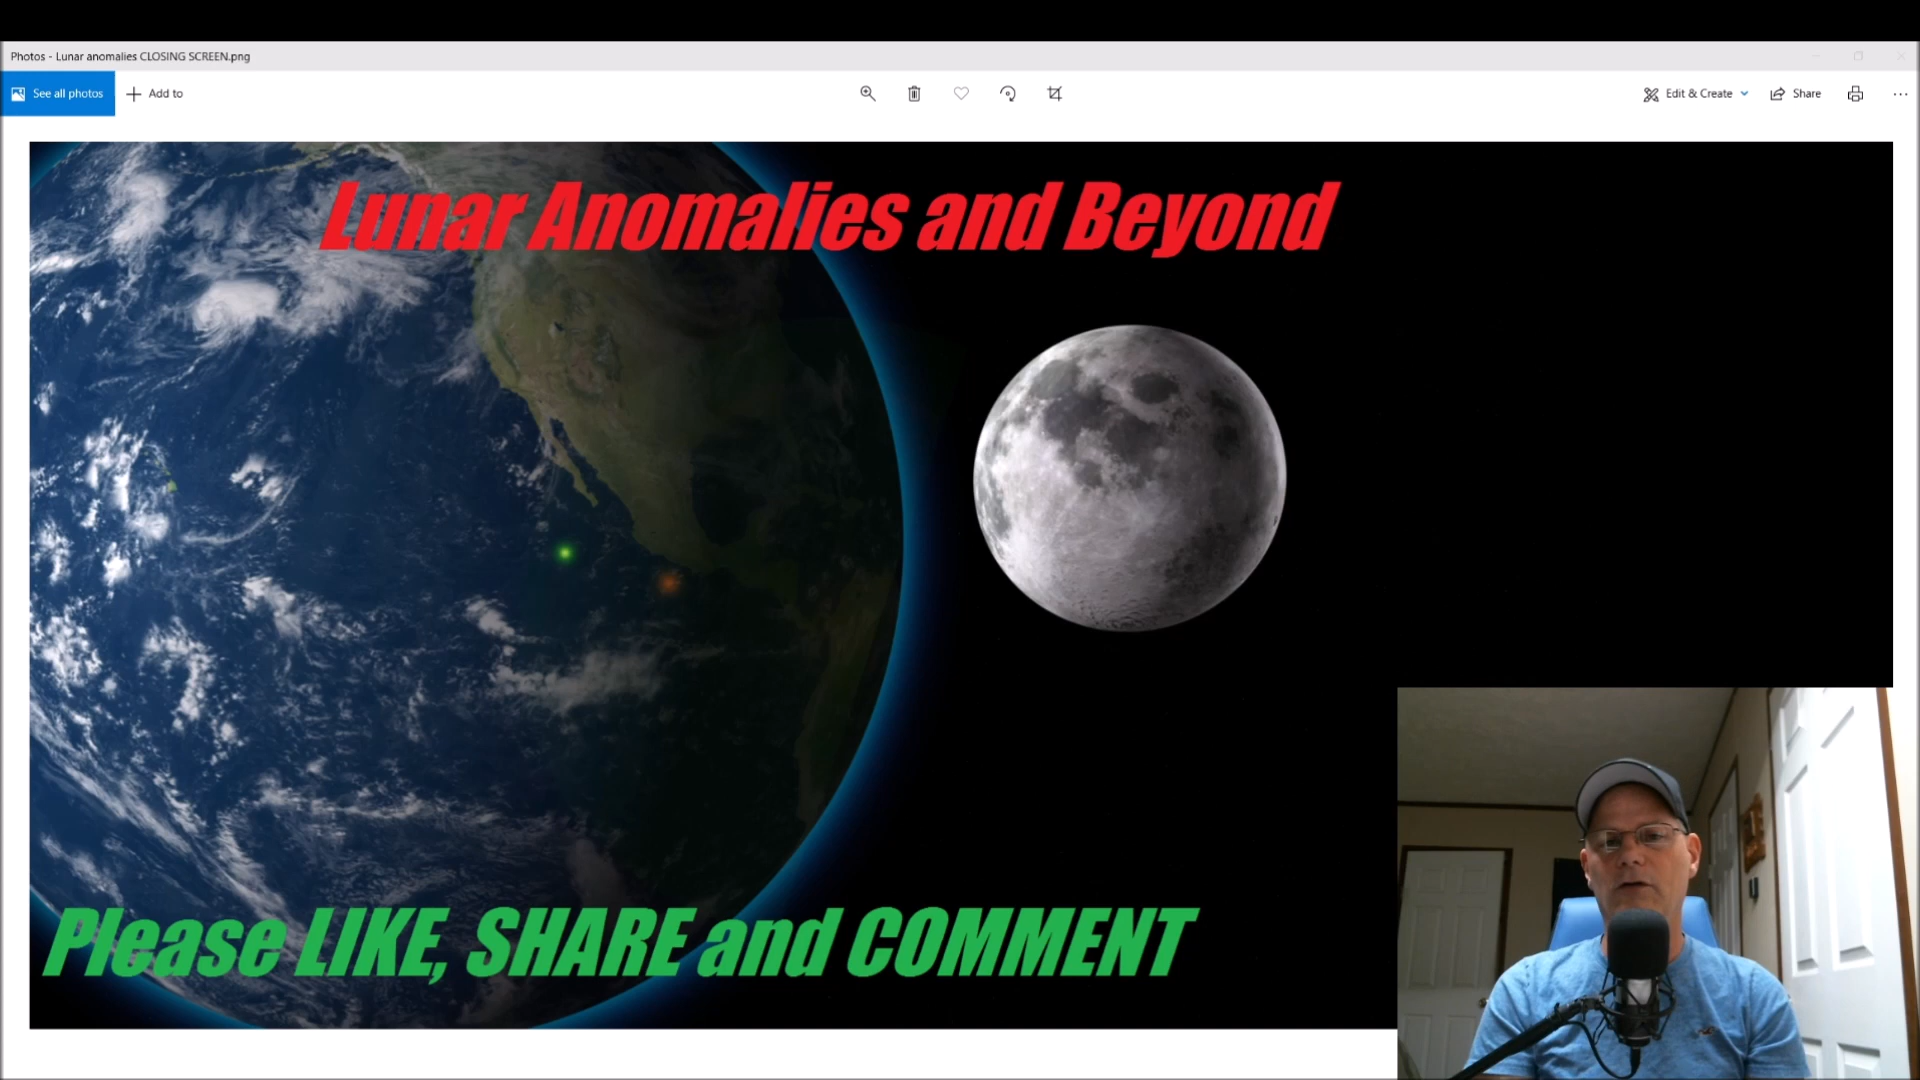 Photos - Lunar anomalies CLOSING SCREEN.png
See all photos
Add to
Edit & Create
Share
Lunar Anomalies and Beyond
Please LIKE, SHARE and COMMENT